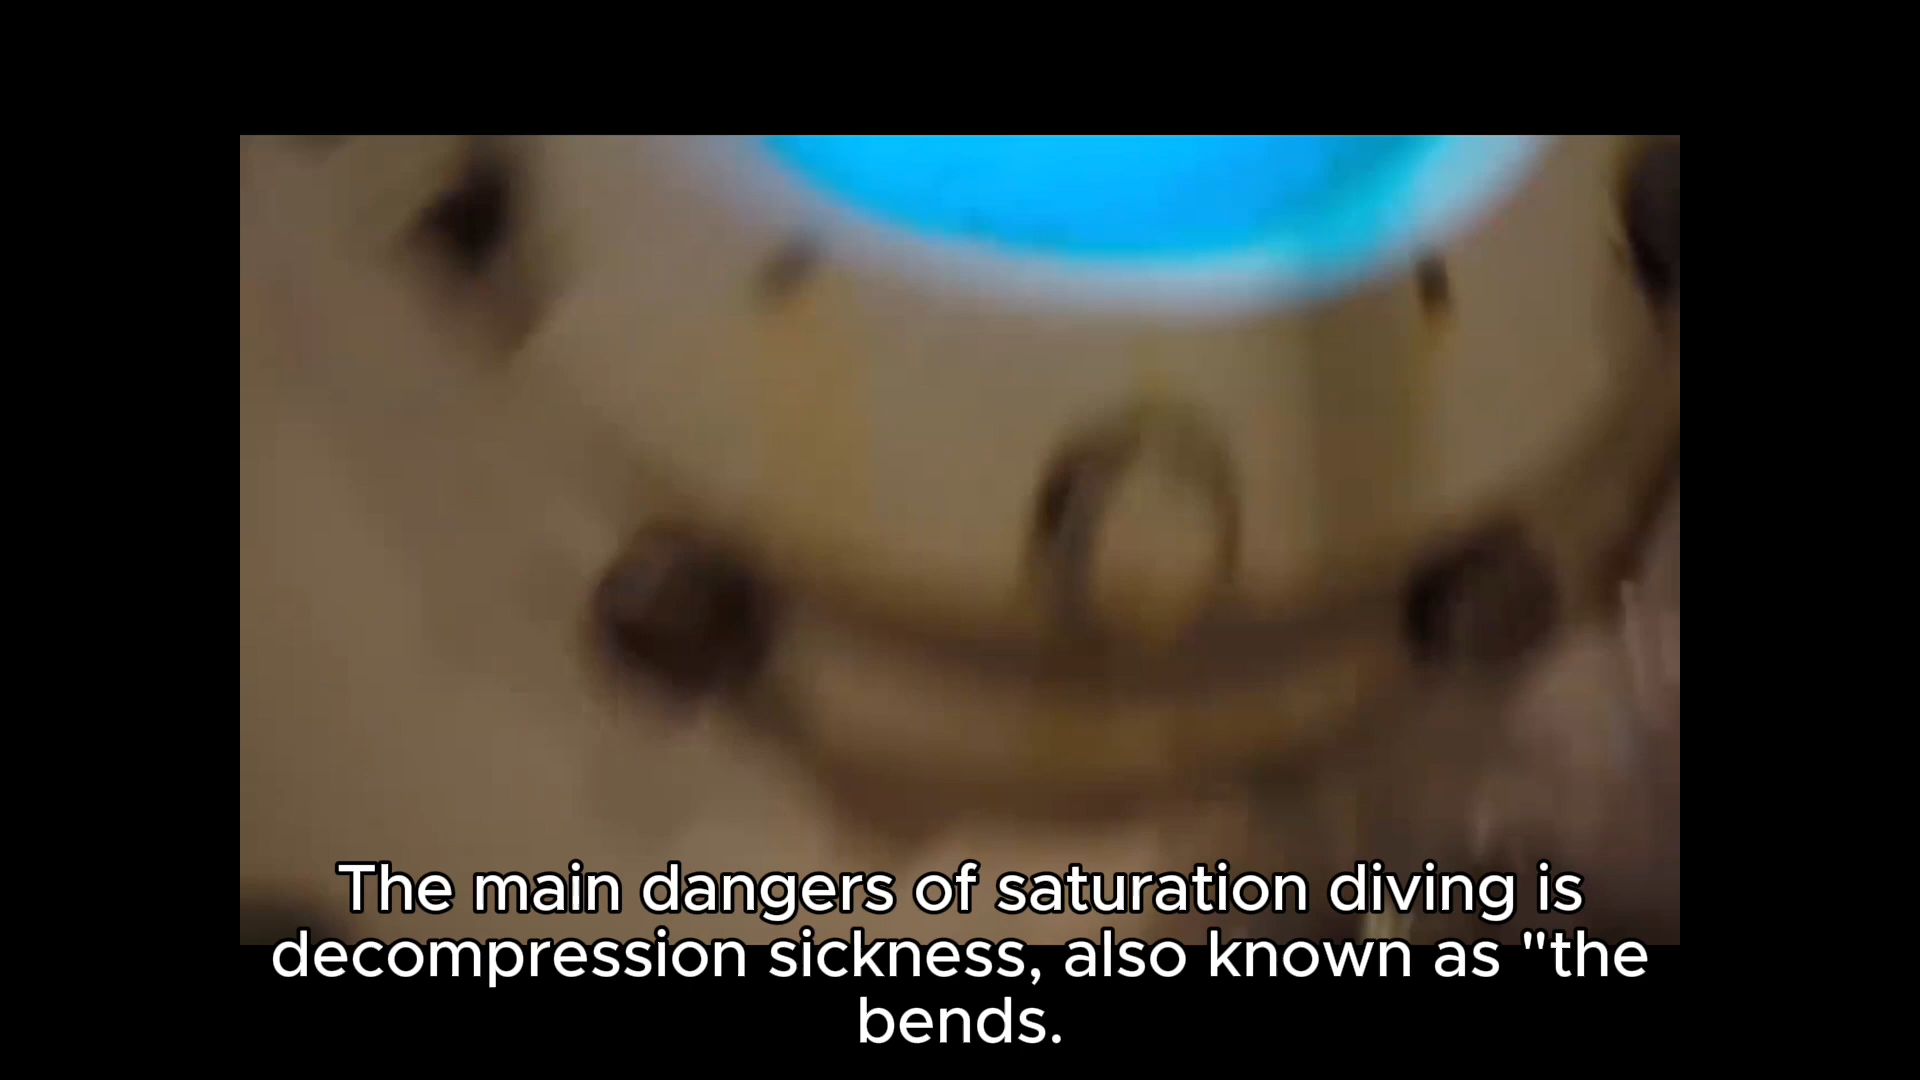 The main dangers of saturation diving is
decompression sickness, also known as "the
bends.